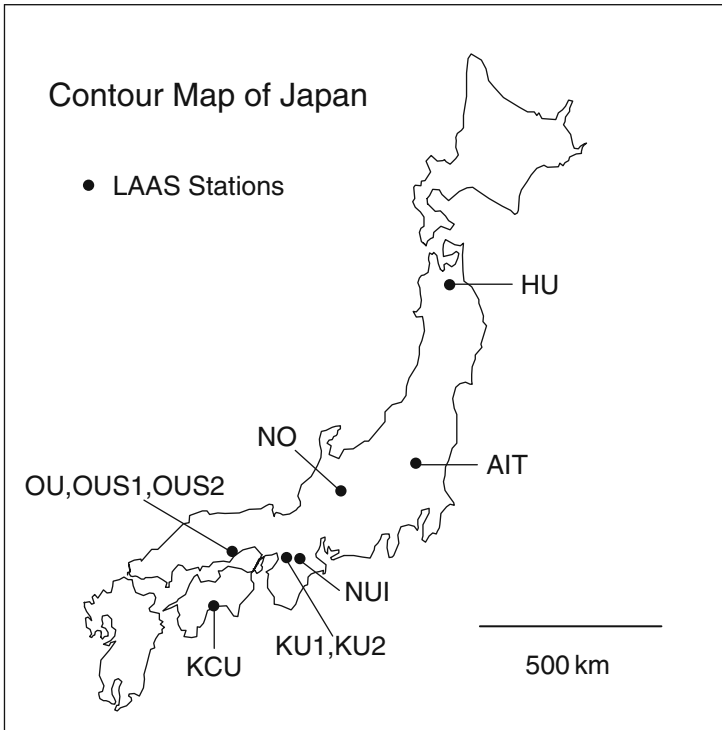 Contour Map of Japan
LAAS Stations
HU
NO
AIT
OU,OUS1,OUS2
NUI
KU1,KU2
KCU
500 km